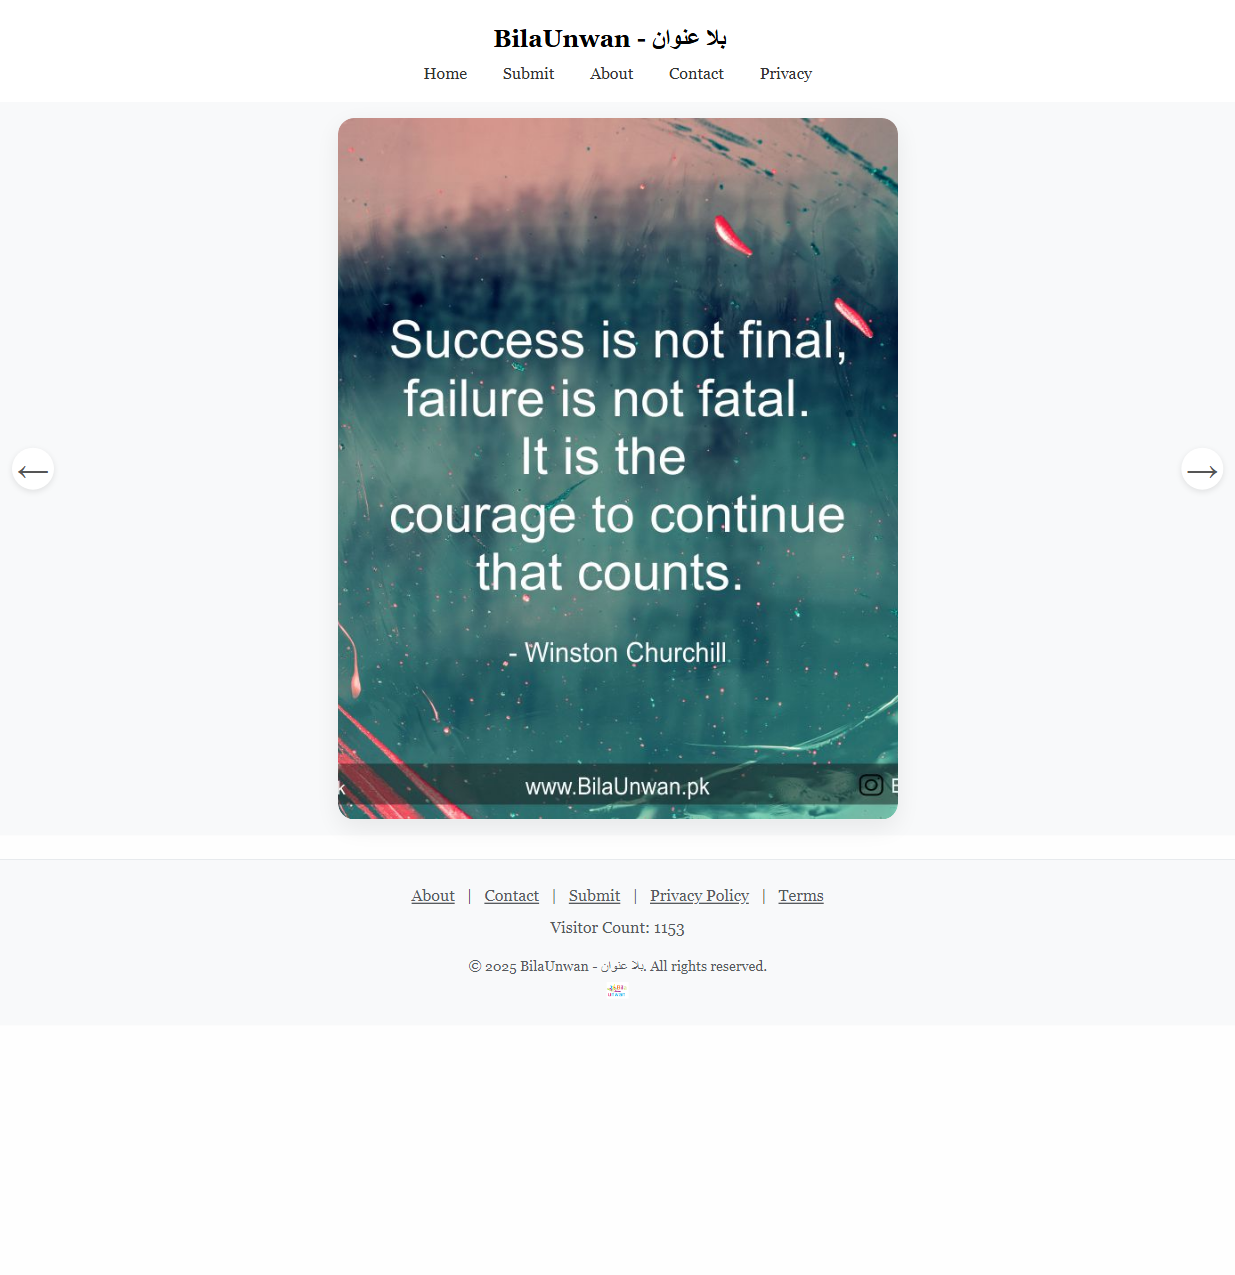 BilaUnwan - بلا عنوان
Home Submit About Contact Privacy
Success is not final,
failure is not fatal.
It is the
courage to continue
that counts.
- Winston Churchill
k www.BilaUnwan.pk
← →
About | Contact | Submit | Privacy Policy | Terms
Visitor Count: 1153
© 2025 BilaUnwan - بلا عنوان. All rights reserved.